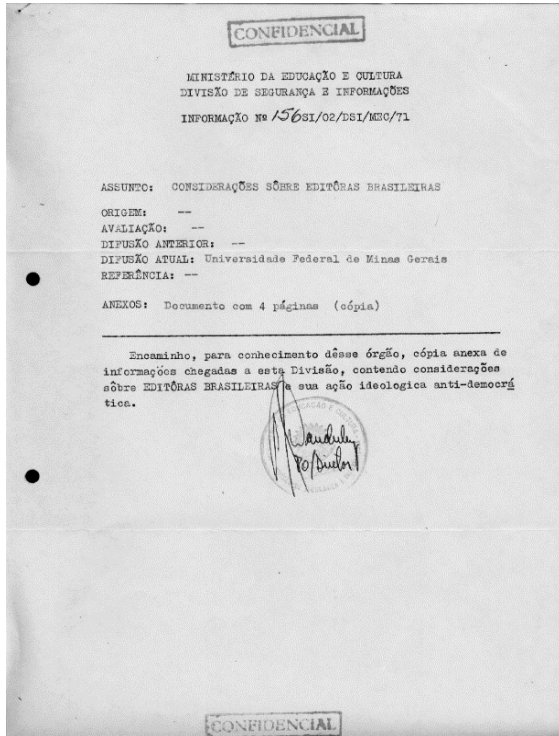 CONFIDENCIAL
MINISTÉRIO DA EDUCAÇÃO E CULTURA
DIVISÃO DE SEGURANÇA E INFORMAÇÕES
INFORMAÇÃO Nº 156SI/02/DSI/MEC/71
ASSUNTO: CONSIDERAÇÕES SÔBRE EDITÔRAS BRASILEIRAS
ORIGEM: --
AVALIAÇÃO: --
DIFUSÃO ANTERIOR: --
DIFUSÃO ATUAL: Universidade Federal de Minas Gerais
REFERÊNCIA: --
ANEXOS: Documento com 4 páginas (cópia)
Encaminho, para conhecimento dêsse órgão, cópia anexa de
informações chegadas a esta Divisão, contendo considerações
sôbre EDITÔRAS BRASILEIRAS e sua ação ideologica anti-democrá
tica.
EDUCAÇÃO E CULTURA
CONFIDENCIAL